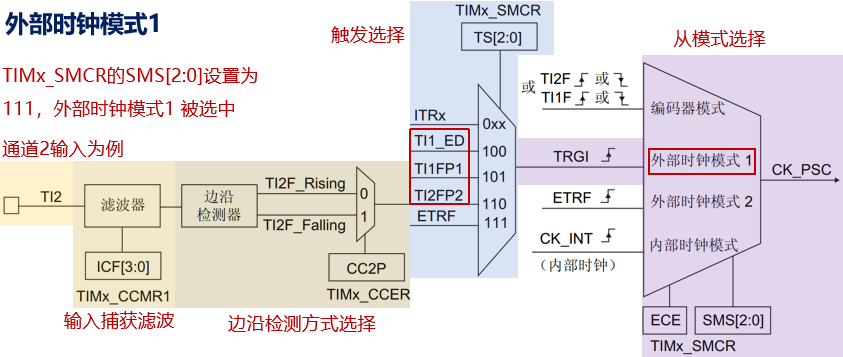 外部时钟模式1
TIMx_SMCR的SMS[2:0]设置为
111，外部时钟模式1 被选中
通道2输入为例
触发选择
TIMx_SMCR
TS[2:0]
从模式选择
ITRx
TI1_ED
TI1FP1
TI2FP2
ETRF
0xx
100
101
110
111
TRGI
或
TI2F 或
TI1F 或
编码器模式
外部时钟模式 1
ETRF
外部时钟模式 2
CK_INT
（内部时钟）
内部时钟模式
CK_PSC
ECE
SMS[2:0]
TIMx_SMCR
TI2
滤波器
ICF[3:0]
TIMx_CCMR1
输入捕获滤波
边沿
检测器
TI2F_Rising
TI2F_Falling
0
1
CC2P
TIMx_CCER
边沿检测方式选择